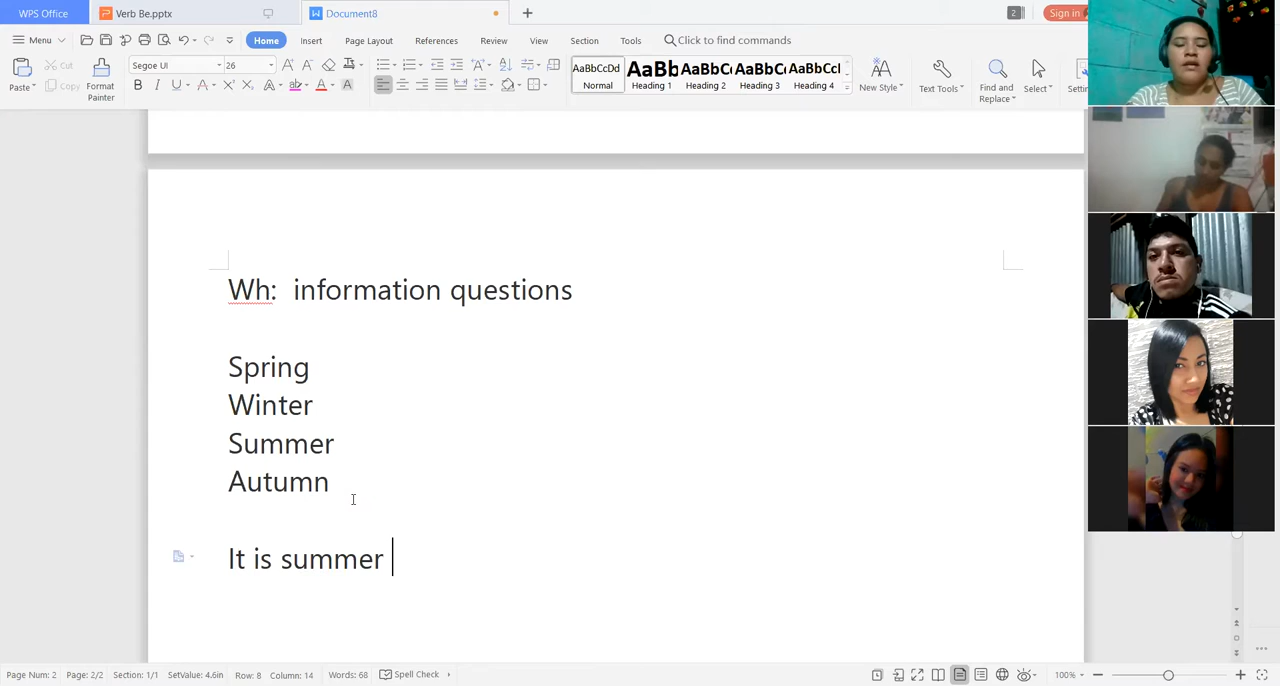 WPS Office Verb Be.pptx Document8 2 Sign in
Menu Home Insert Page Layout References Review View Section Tools Click to find commands
Cut Segoe UI 26 AaBbCcDd AaBb AaBbC AaBbC AaBbCcI
Paste Copy Format Painter B I U A X² X₂ A ab A A Normal Heading 1 Heading 2 Heading 3 Heading 4 New Style Text Tools Find and Replace Select
Wh: information questions
Spring
Winter
Summer
Autumn
It is summer
Page Num: 2 Page: 2/2 Section: 1/1 SetValue: 4.6in Row: 8 Column: 14 Words: 68 Spell Check 100%